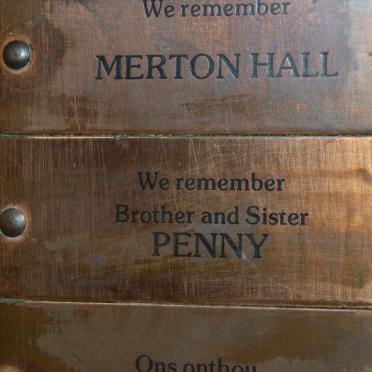 We remember
MERTON HALL
We remember
Brother and Sister
PENNY
Ons onthou